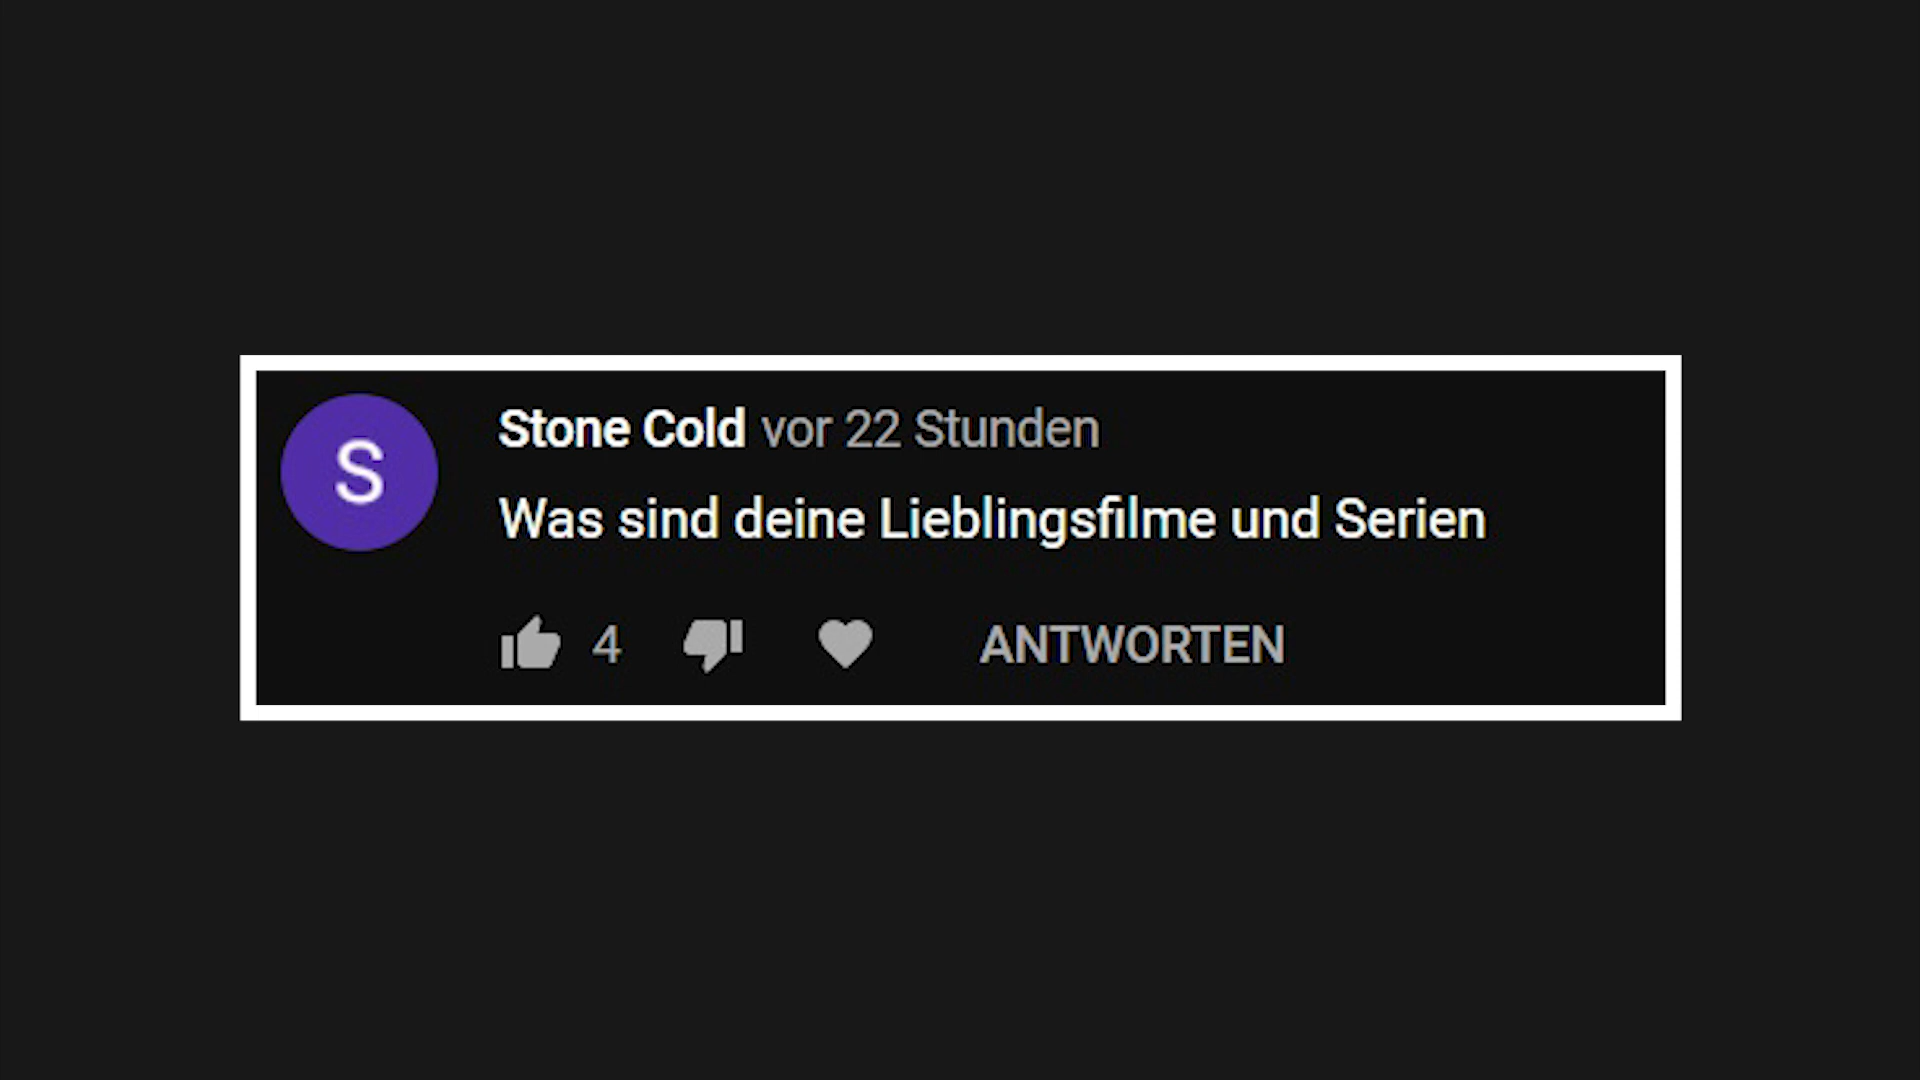 S
Stone Cold vor 22 Stunden
Was sind deine Lieblingsfilme und Serien
4 ANTWORTEN